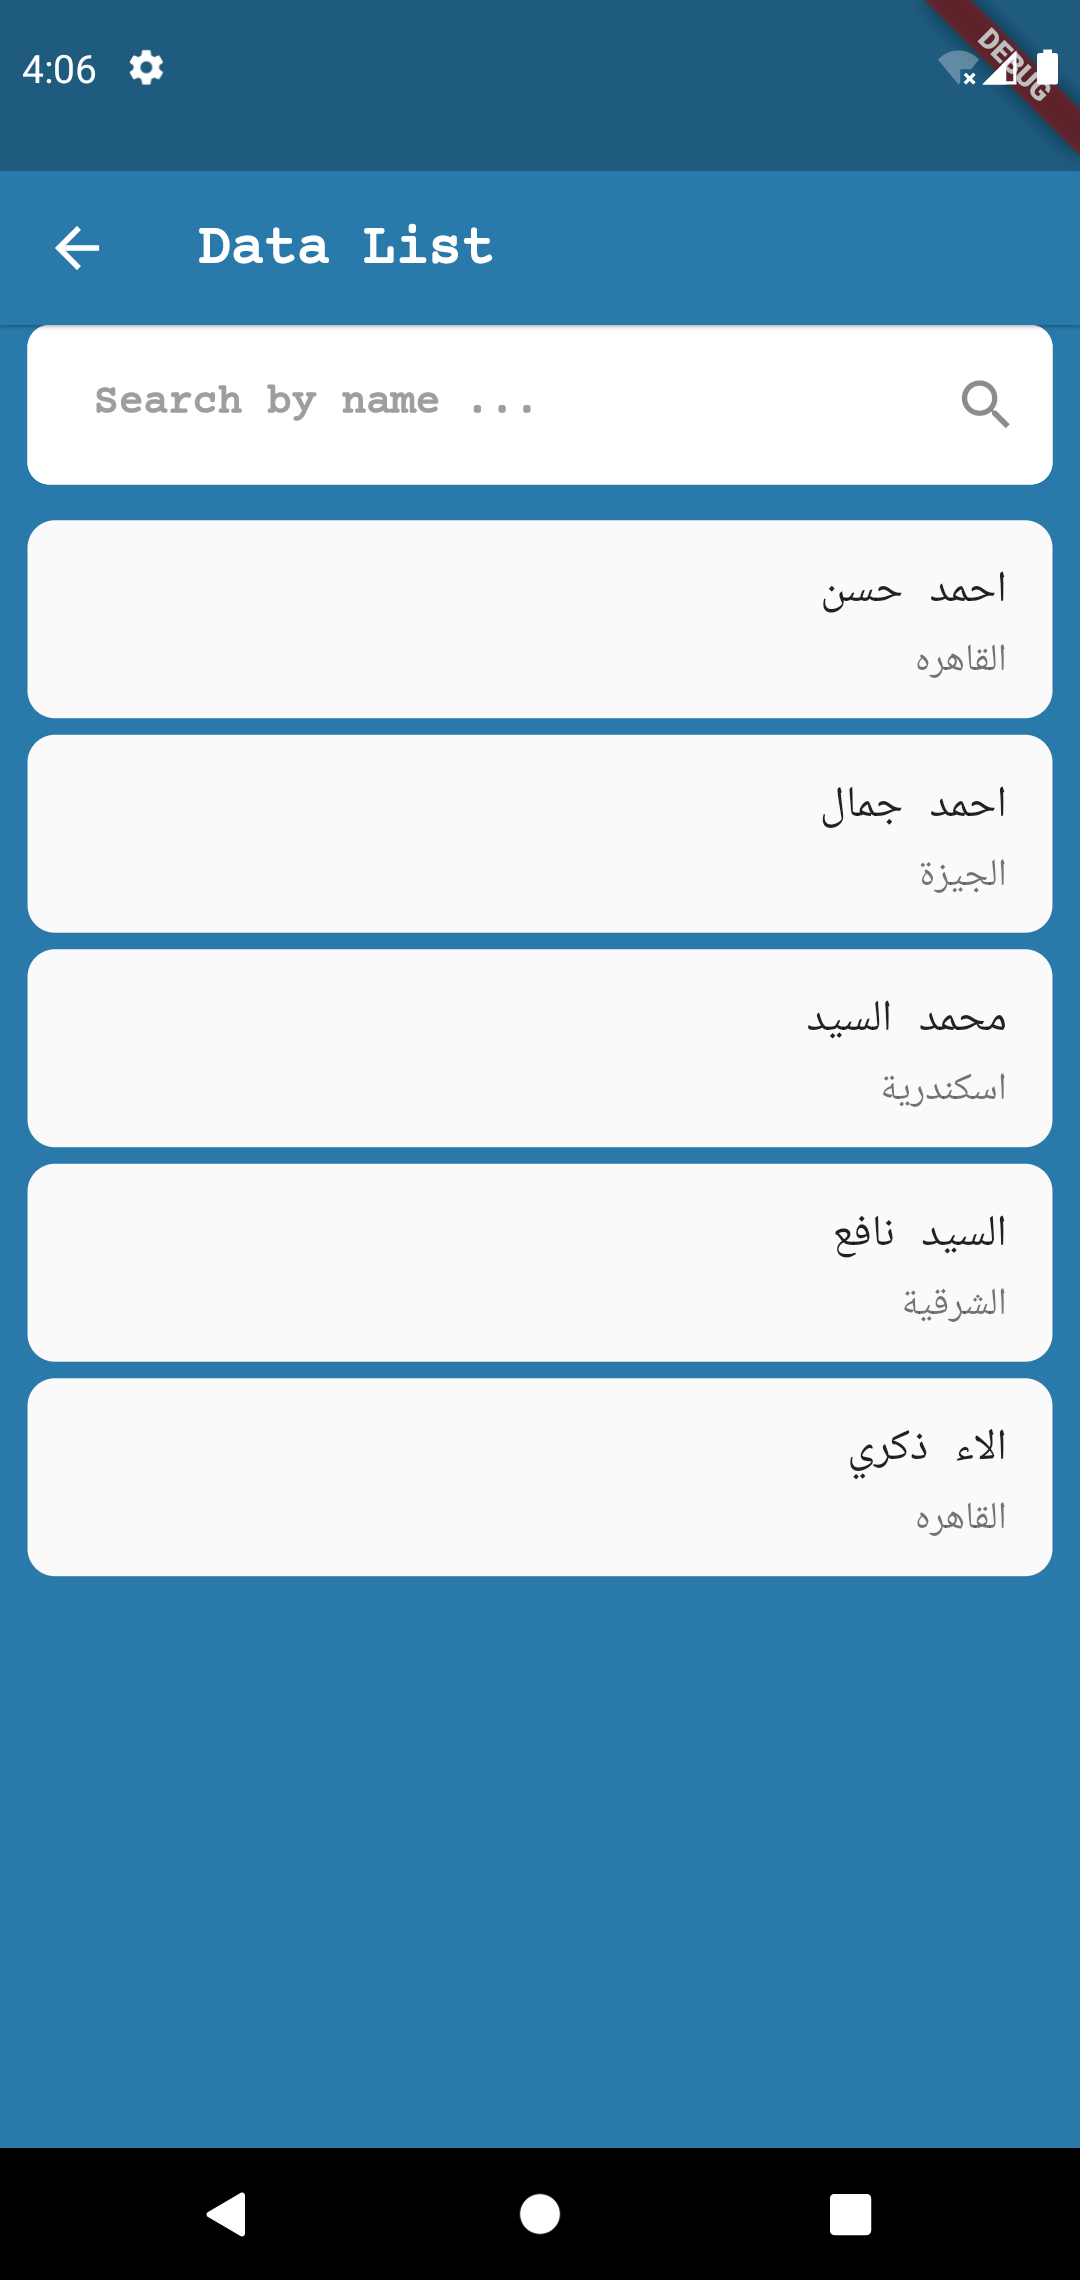 4:06
DEBUG
Data List
Search by name ...
احمد حسن
القاهره
احمد جمال
الجيزة
محمد السيد
اسكندرية
السيد نافع
الشرقية
الاء ذكري
القاهره